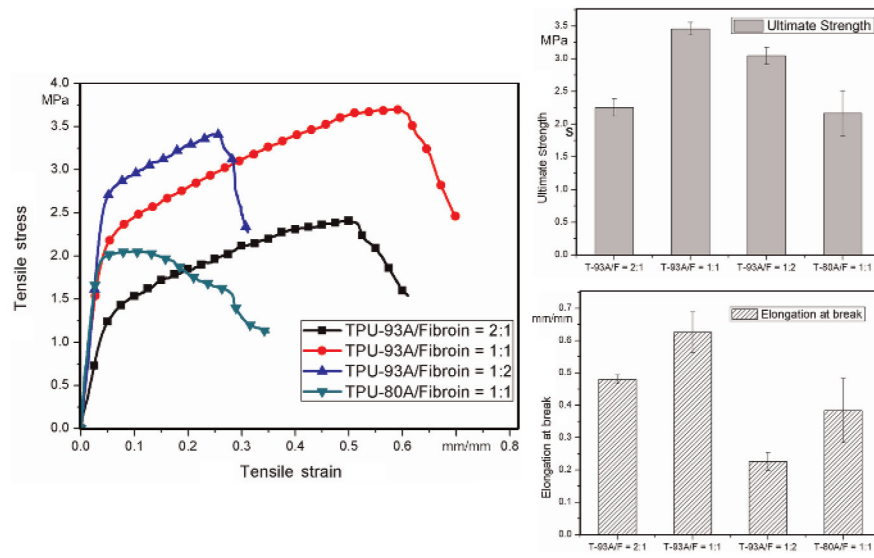 4.0
MPa
3.5
3.0
2.5
2.0
1.5
1.0
0.5
0.0
Tensile stress
TPU-93A/Fibroin = 2:1
TPU-93A/Fibroin = 1:1
TPU-93A/Fibroin = 1:2
TPU-80A/Fibroin = 1:1
0.0 0.1 0.2 0.3 0.4 0.5 0.6 mm/mm 0.8
Tensile strain
3.5
MPa
3.0
2.5
2.0
s
1.5
1.0
0.5
0.0
Ultimate strength
Ultimate Strength
T-93A/F = 2:1 T-93A/F = 1:1 T-93A/F = 1:2 T-80A/F = 1:1
0.7
mm/mm
0.6
0.5
0.4
0.3
0.2
0.1
0.0
Elongation at break
Elongation at break
T-93A/F = 2:1 T-93A/F = 1:1 T-93A/F = 1:2 T-80A/F = 1:1